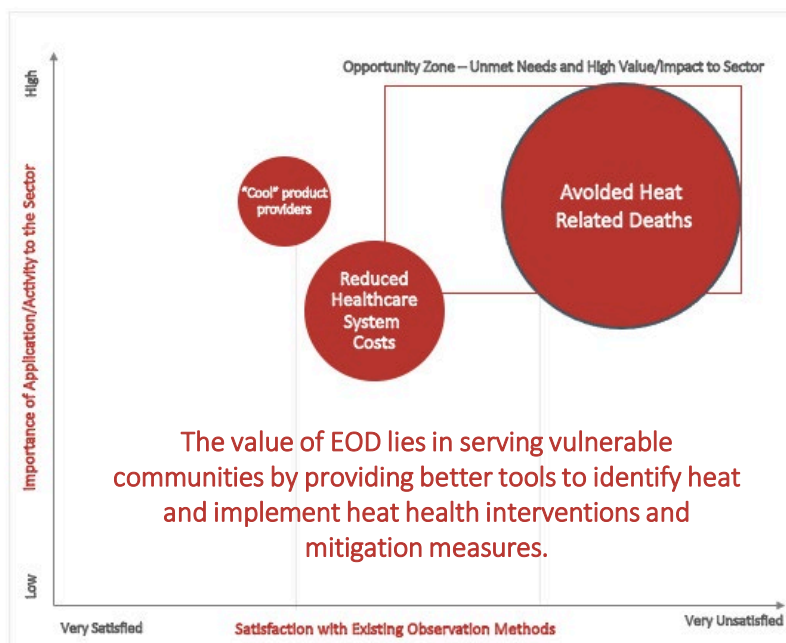 Opportunity Zone – Unmet Needs and High Value/Impact to Sector
High
Importance of Application/Activity to the Sector
Low
"Cool" product
providers
Avoided Heat
Related Deaths
Reduced
Healthcare
System
Costs
The value of EOD lies in serving vulnerable
communities by providing better tools to identify heat
and implement heat health interventions and
mitigation measures.
Very Satisfied
Satisfaction with Existing Observation Methods
Very Unsatisfied